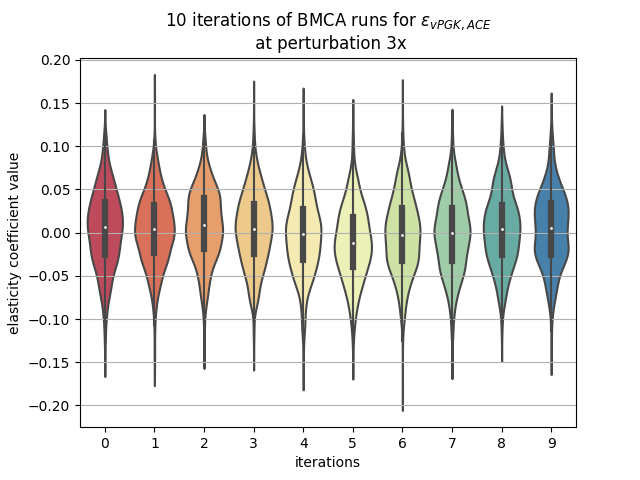 10 iterations of BMCA runs for ε_{vPGK, ACE}
at perturbation 3x
0.20
0.15
0.10
0.05
0.00
−0.05
−0.10
−0.15
−0.20
elasticity coefficient value
0 1 2 3 4 5 6 7 8 9
iterations